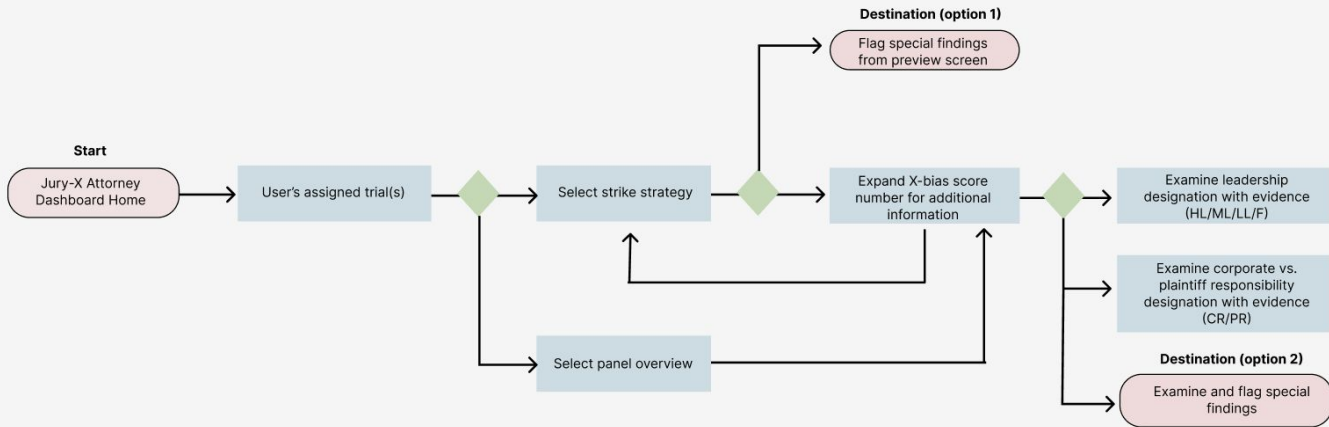 Destination (option 1)
Flag special findings
from preview screen
Start
Jury-X Attorney
Dashboard Home
User's assigned trial(s)
Select strike strategy
Expand X-bias score
number for additional
information
Examine leadership
designation with evidence
(HL/ML/LL/F)
Examine corporate vs.
plaintiff responsibility
designation with evidence
(CR/PR)
Select panel overview
Destination (option 2)
Examine and flag special
findings